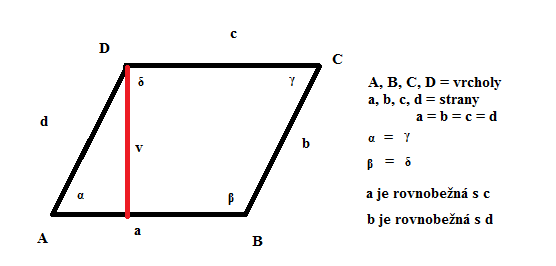 c
D
C
δ
γ
A, B, C, D = vrcholy
a, b, c, d = strany
a = b = c = d
d
v
b
α = γ
β = δ
α
β
a je rovnobežná s c
b je rovnobežná s d
A
a
B